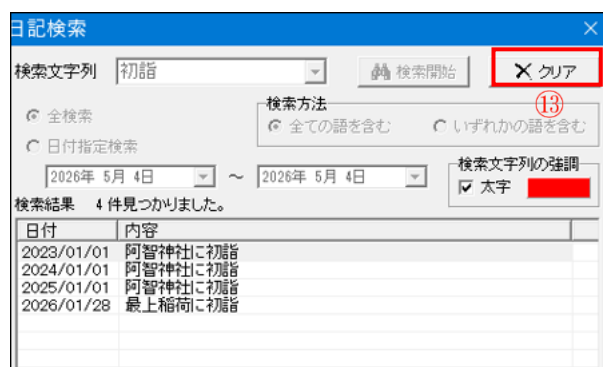 日記検索
検索文字列 初詣 検索開始 クリア
⑬
検索方法
全検索 全ての語を含む いずれかの語を含む
日付指定検索
2026年 5月 4日 ～ 2026年 5月 4日
検索文字列の強調
太字
検索結果 4 件見つかりました。
日付 内容
2023/01/01 阿智神社に初詣
2024/01/01 阿智神社に初詣
2025/01/01 阿智神社に初詣
2026/01/28 最上稲荷に初詣